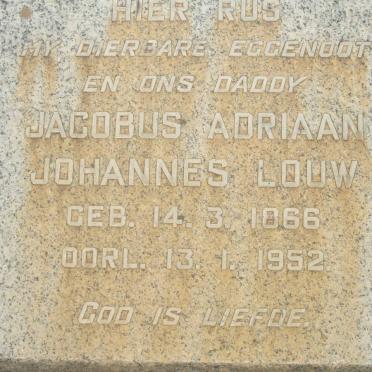 HIER RUS
MY DIERBARE EGGENOOT
EN ONS DADDY
JACOBUS ADRIAAN
JOHANNES LOUW
GEB. 14. 3. 1866
OORL. 13. 1. 1952.
GOD IS LIEFDE.